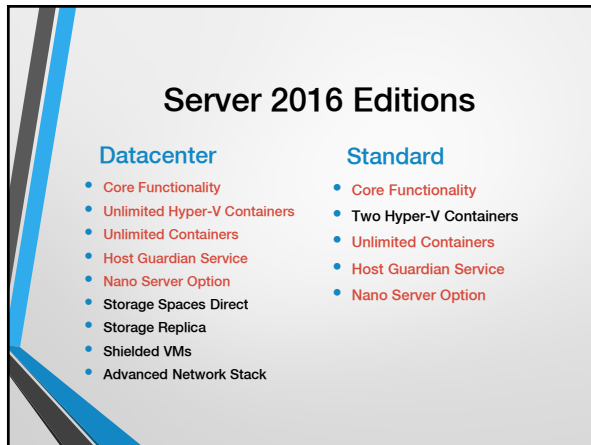 Server 2016 Editions
Datacenter
Core Functionality
Unlimited Hyper-V Containers
Unlimited Containers
Host Guardian Service
Nano Server Option
Storage Spaces Direct
Storage Replica
Shielded VMs
Advanced Network Stack
Standard
Core Functionality
Two Hyper-V Containers
Unlimited Containers
Host Guardian Service
Nano Server Option